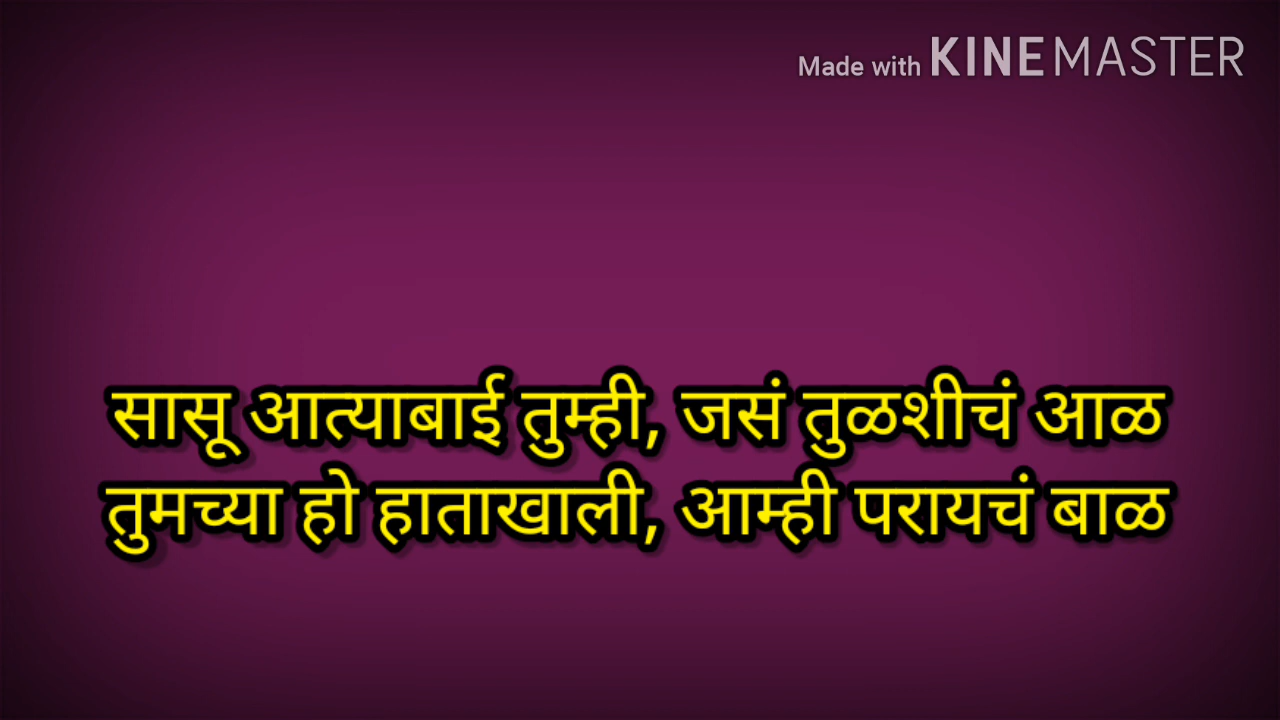 Made with KINEMASTER
सासू आत्याबाई तुम्ही, जसं तुळशीचं आळ
तुमच्या हो हाताखाली, आम्ही परायचं बाळ